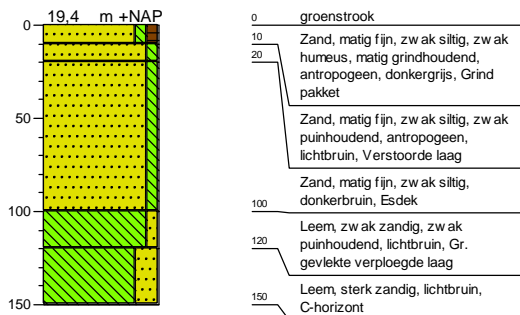 19,4 m +NAP
0
50
100
150
0
groenstrook
10
Zand, matig fijn, zwak siltig, zwak
humeus, matig grindhoudend,
antropogeen, donkergrijs, Grind
pakket
20
Zand, matig fijn, zwak siltig, zwak
puinhoudend, antropogeen,
lichtbruin, Verstoorde laag
Zand, matig fijn, zwak siltig,
donkerbruin, Esdek
100
Leem, zwak zandig, zwak
puinhoudend, lichtbruin, Gr.
gevlekte verploegde laag
120
Leem, sterk zandig, lichtbruin,
C-horizont
150